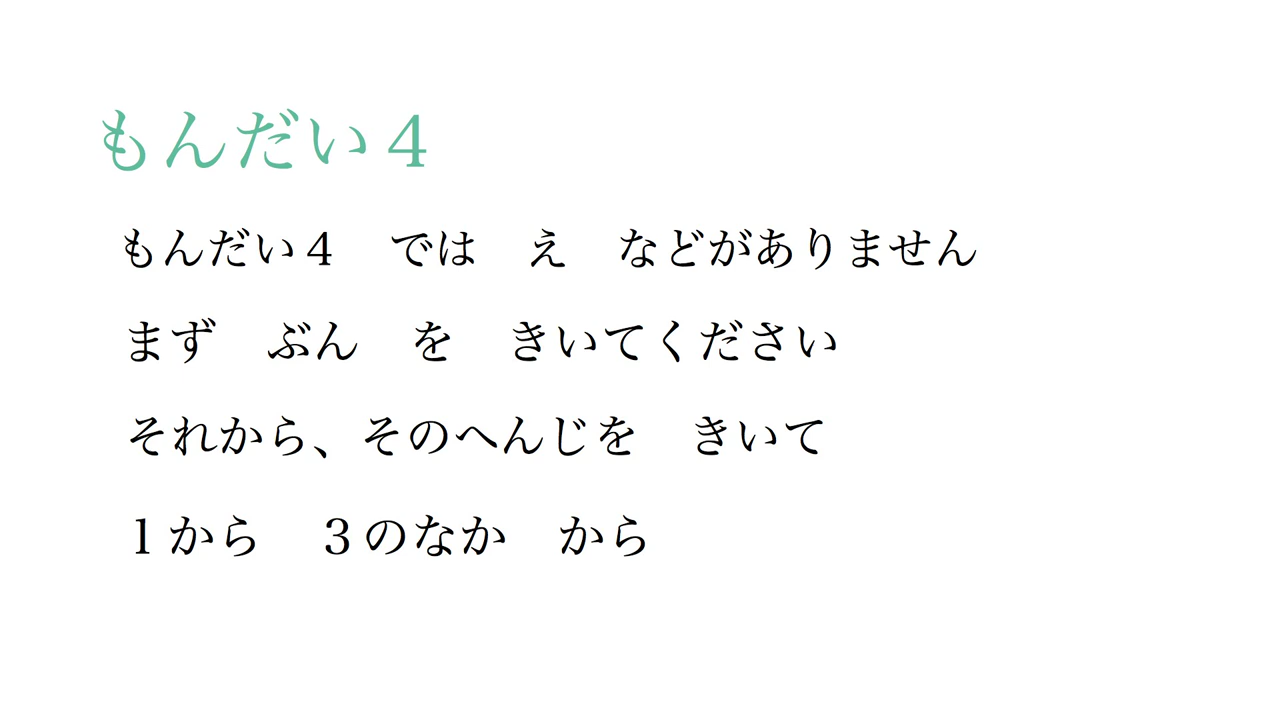 もんだい４
もんだい４　では　え　などがありません
まず　ぶん　を　きいてください
それから、そのへんじを　きいて
１から　３のなか　から